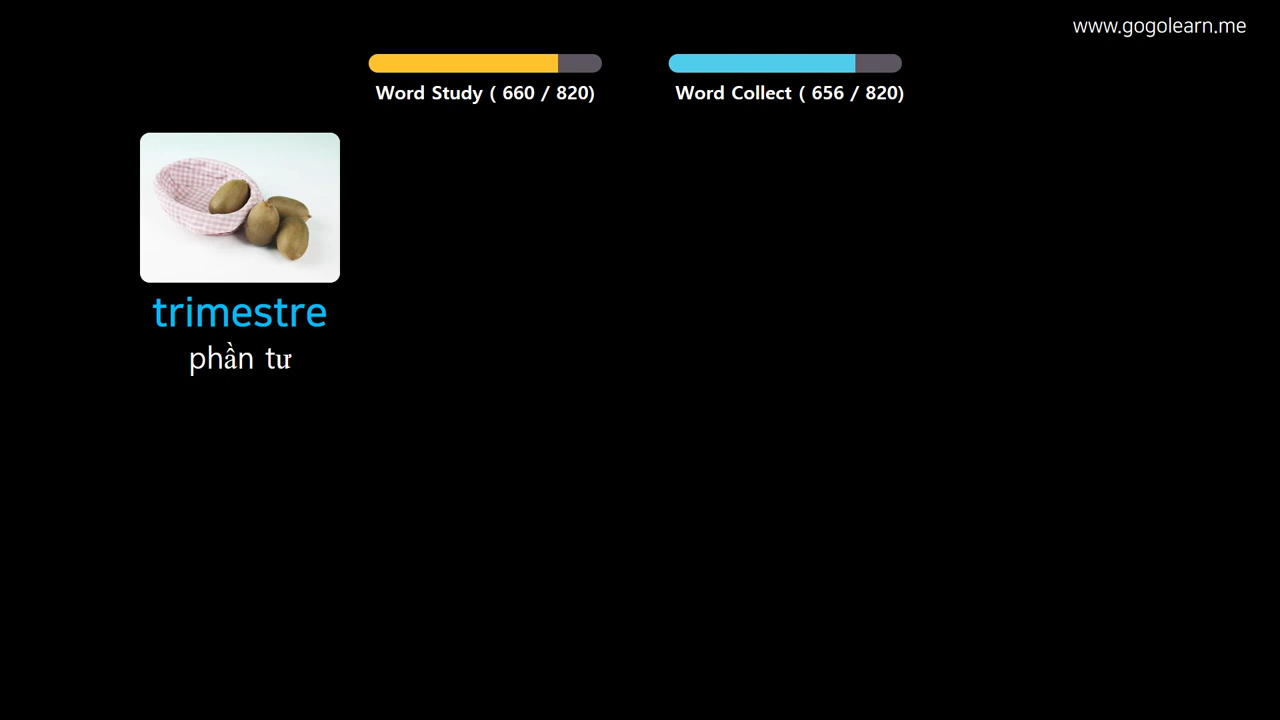 www.gogolearn.me
Word Study ( 660 / 820)
Word Collect ( 656 / 820)
trimestre
phần tư